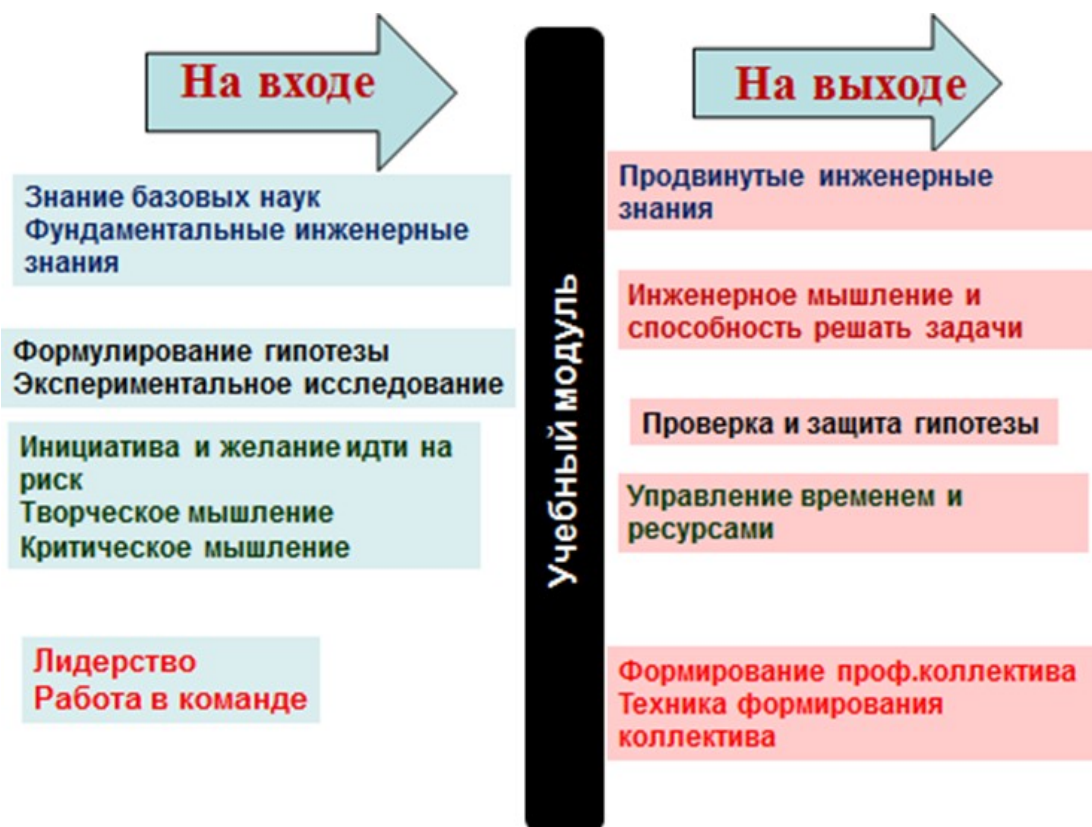 На входе
Знание базовых наук
Фундаментальные инженерные
знания
Формулирование гипотезы
Экспериментальное исследование
Инициатива и желание идти на
риск
Творческое мышление
Критическое мышление
Лидерство
Работа в команде
Учебный модуль
На выходе
Продвинутые инженерные
знания
Инженерное мышление и
способность решать задачи
Проверка и защита гипотезы
Управление временем и
ресурсами
Формирование проф.коллектива
Техника формирования
коллектива